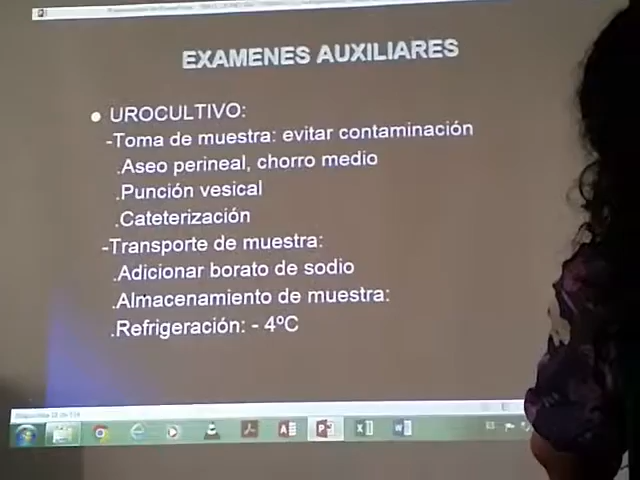 EXAMENES AUXILIARES
UROCULTIVO:
-Toma de muestra: evitar contaminación
.Aseo perineal, chorro medio
.Punción vesical
.Cateterización
-Transporte de muestra:
.Adicionar borato de sodio
.Almacenamiento de muestra:
.Refrigeración: - 4ºC